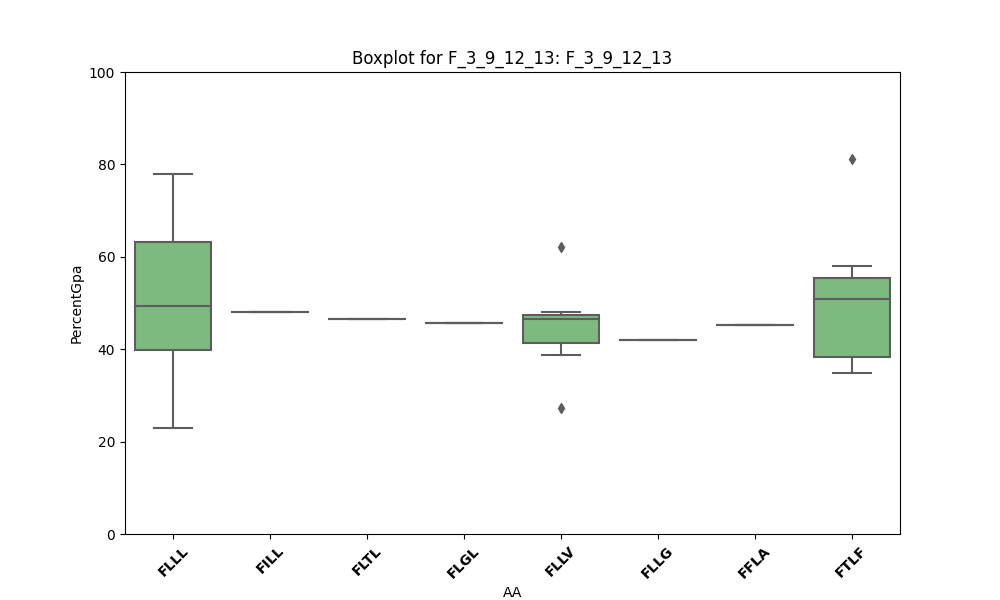 Boxplot for F_3_9_12_13: F_3_9_12_13
100
80
60
40
20
0
PercentGpa
FLLL
FILL
FLTL
FLGL
FLLV
FLLG
FFLA
FTLF
AA